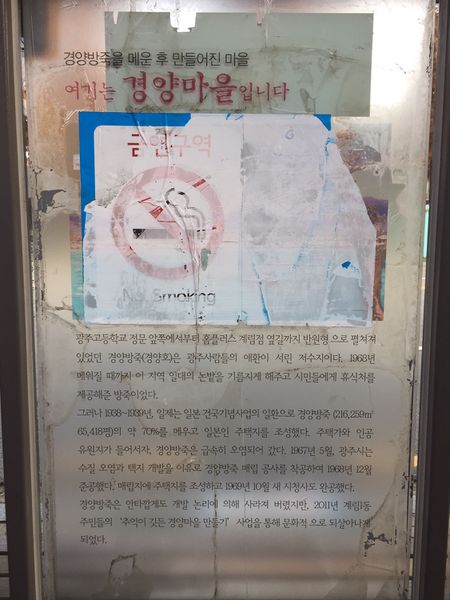 경양방죽을 메운 후 만들어진 마을
여기는 경양마을입니다
금연구역
No Smoking
광주고등학교 정문 앞쪽에서부터 홈플러스 계림점 옆길까지 반원형 으로 펼쳐져
있었던 경양방죽(경양호)은 광주사람들의 애환이 서린 저수지이다. 1968년
메워질 때까지 이 지역 일대의 논밭을 기름지게 해주고 시민들에게 휴식처를
제공해준 방죽이었다.
그러나 1938~1939년, 일제는 일본 건국기념사업의 일환으로 경양방죽 (216,259㎡
65,418평)의 약 70%를 메우고 일본인 주택지를 조성했다. 주택가와 인공
유원지가 들어서자, 경양방죽은 급속히 오염되어 갔다. 1967년 5월, 광주시는
수질 오염과 택지 개발을 이유로 경양방죽 매립 공사를 착공하여 1968년 12월
준공했다. 매립지에 주택지를 조성하고 1969년 10월 새 시청사도 완공했다.
경양방죽은 안타깝게도 개발 논리에 의해 사라져 버렸지만, 2011년 계림1동
주민들의 '추억이 깃든 경양마을 만들기' 사업을 통해 문화적 으로 되살아나게
되었다.